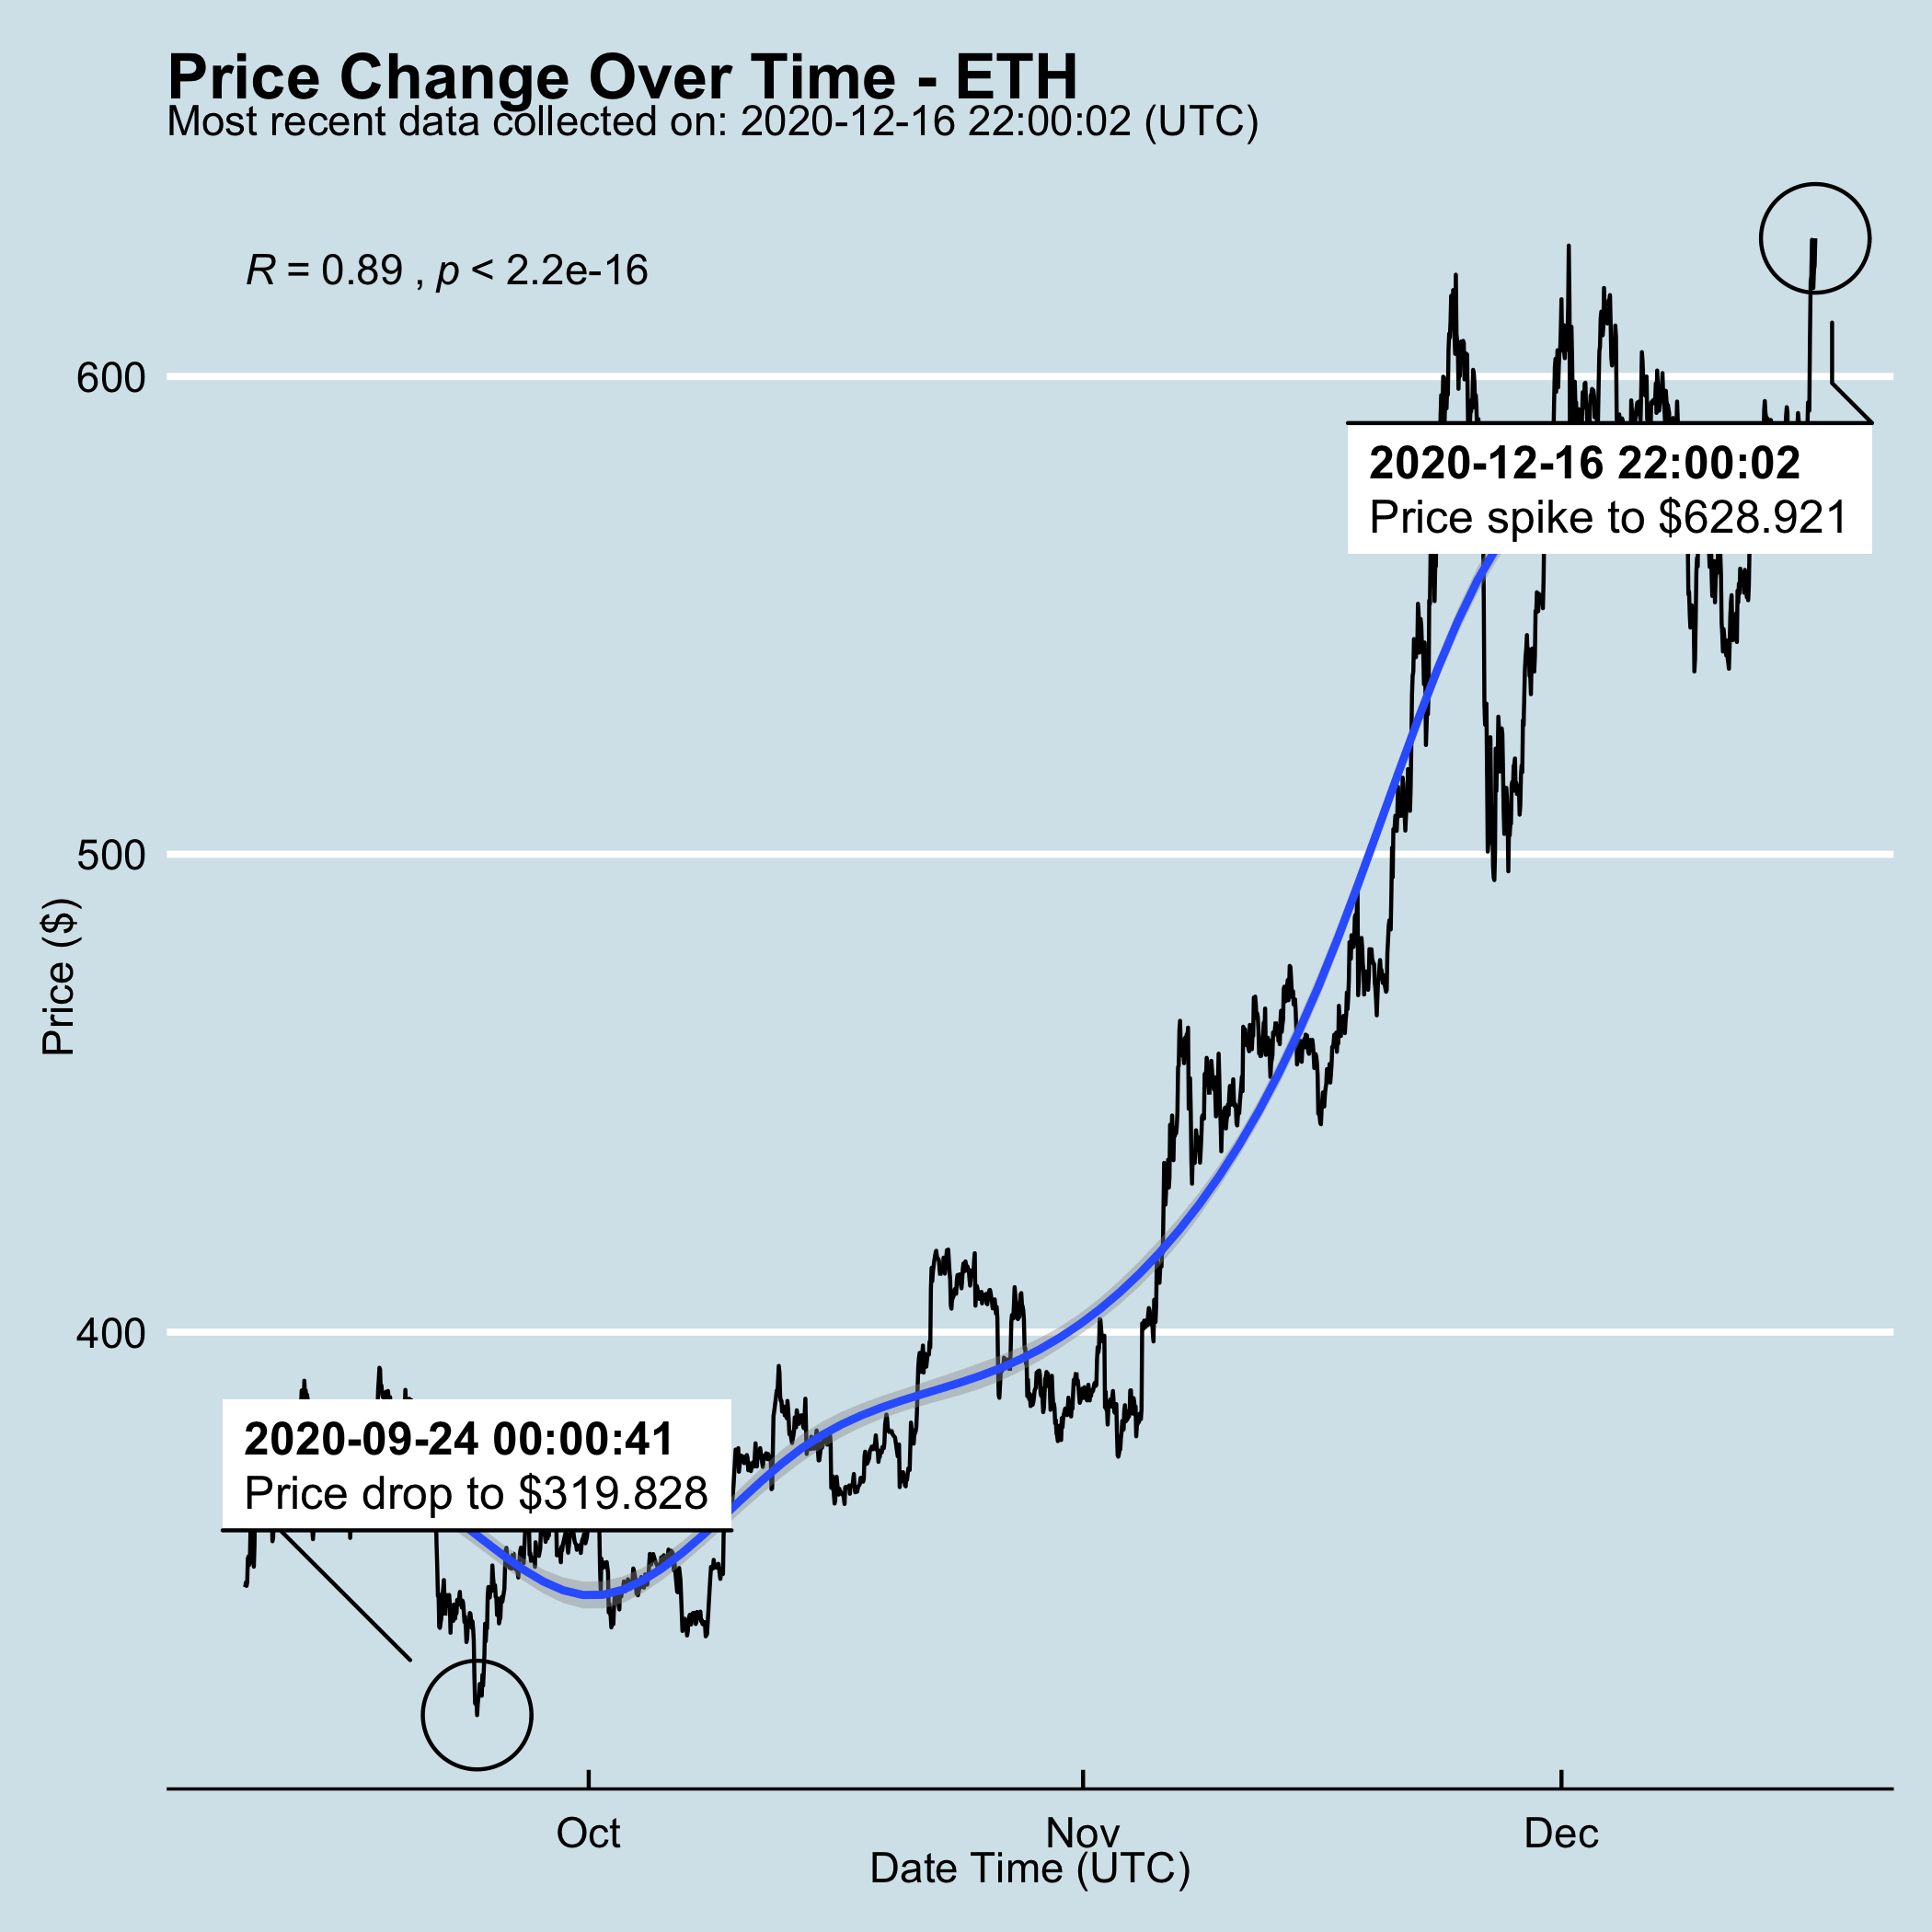 Price Change Over Time - ETH
Most recent data collected on: 2020-12-16 22:00:02 (UTC)
R = 0.89 , p < 2.2e-16
600
2020-12-16 22:00:02
Price spike to $628.921
500
Price ($)
400
2020-09-24 00:00:41
Price drop to $319.828
Oct
Nov
Dec
Date Time (UTC)